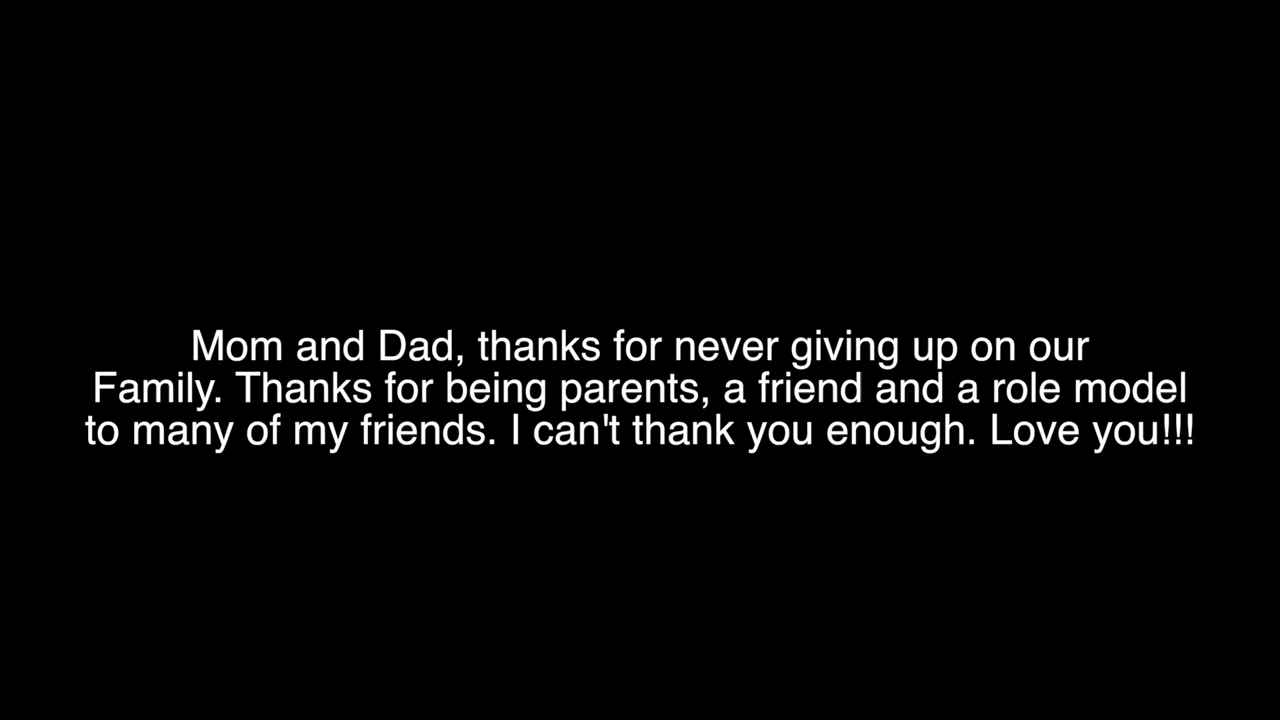 Mom and Dad, thanks for never giving up on our
Family. Thanks for being parents, a friend and a role model
to many of my friends. I can't thank you enough. Love you!!!